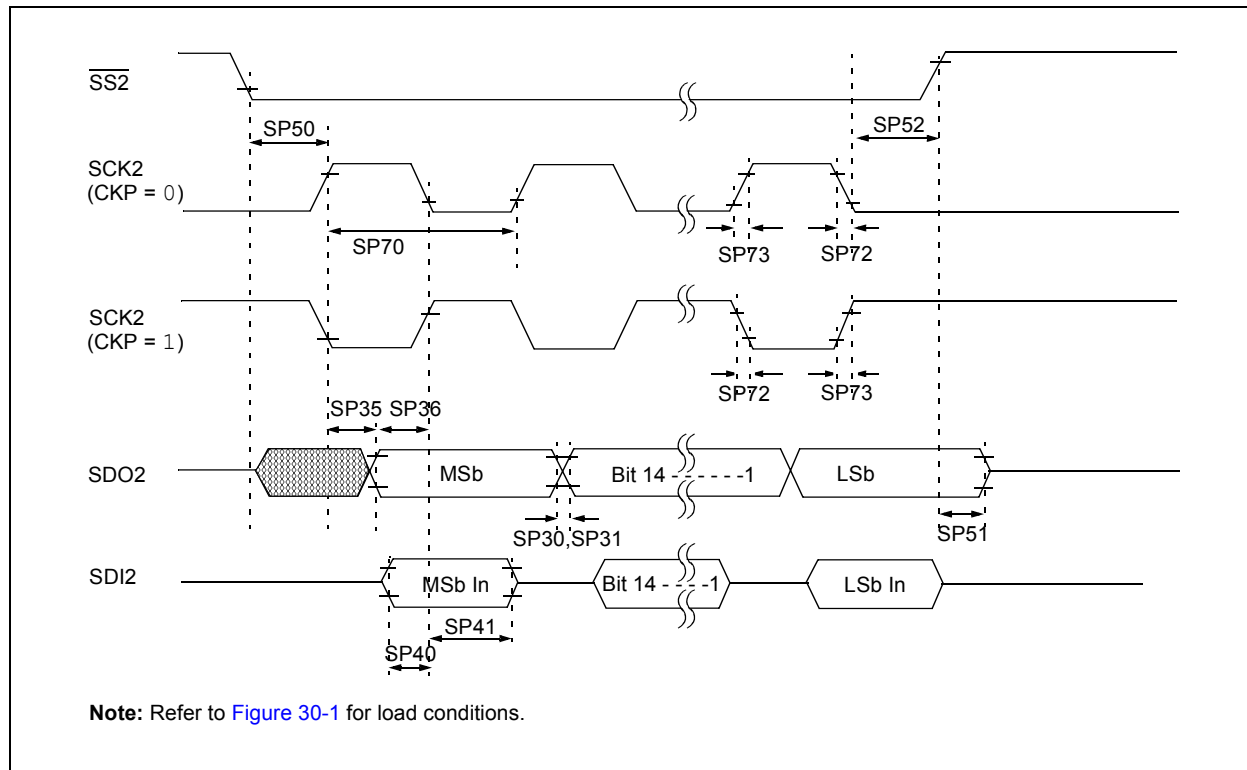 SS2
SP50
SP52
SCK2
(CKP = 0)
SP70
SP73
SP72
SCK2
(CKP = 1)
SP72
SP73
SP35
SP36
SDO2
MSb
Bit 14 - - - - - -1
LSb
SP30,SP31
SP51
SDI2
MSb In
Bit 14 - - - -1
LSb In
SP41
SP40
Note: Refer to Figure 30-1 for load conditions.